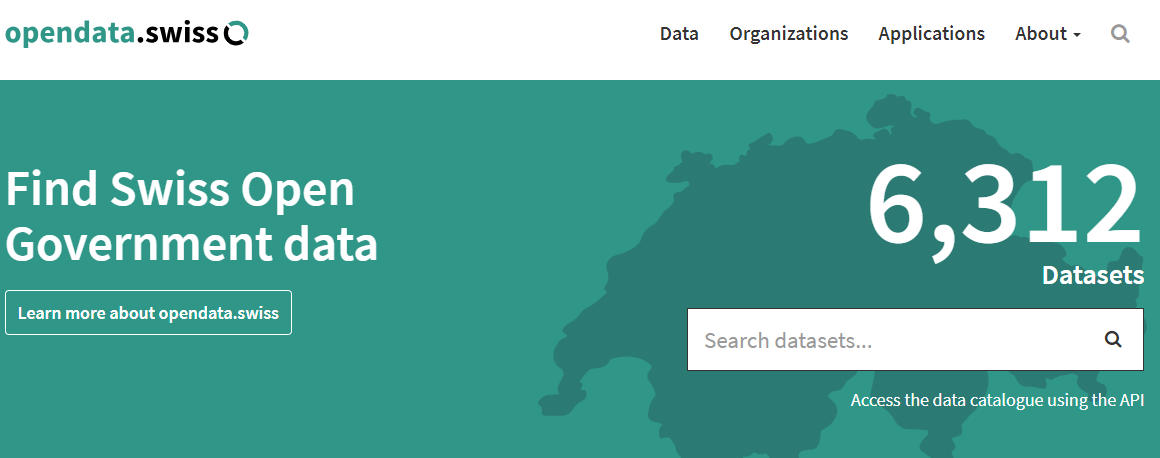 opendata.swiss
Data Organizations Applications About
Find Swiss Open
Government data
Learn more about opendata.swiss
6,312
Datasets
Search datasets...
Access the data catalogue using the API